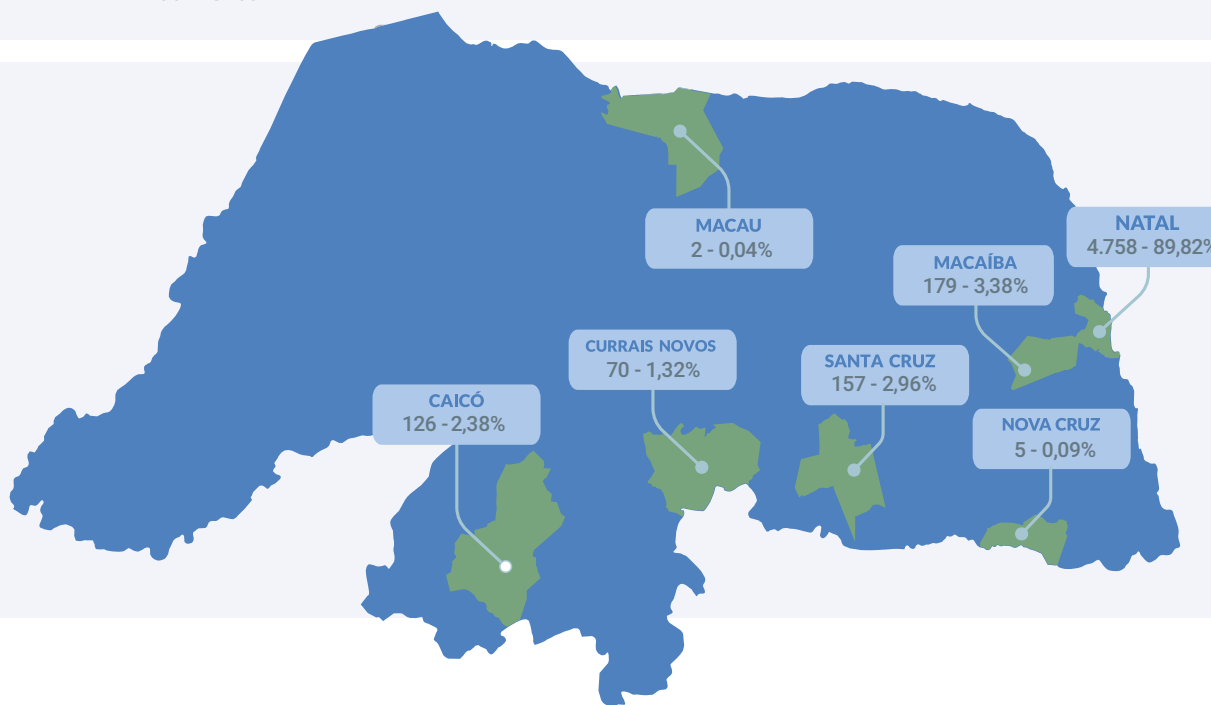 NATAL
4.758 - 89,82%
MACAU
2 - 0,04%
MACAÍBA
179 - 3,38%
CURRAIS NOVOS
70 - 1,32%
SANTA CRUZ
157 - 2,96%
CAICÓ
126 - 2,38%
NOVA CRUZ
5 - 0,09%